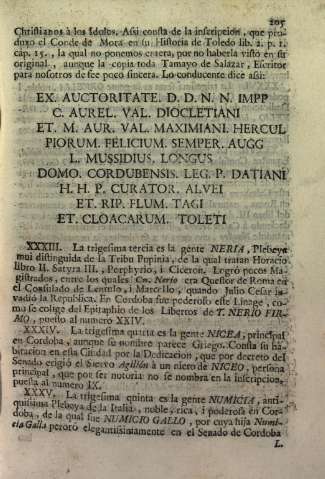 205
Christianos à los Idolos. Assi consta de la inscripcion, que pro-
duxo el Conde de Mora en su Historia de Toledo lib. 2. p. 1.
cap. 15., la qual no ponemos entera, por no haberla visto en su
original, aunque la copia toda Tamayo de Salazar, Escritor
para nosotros de fee poco sincera. Lo conducente dice assi:
EX. AUCTORITATE. D. D. N. N. IMPP
C. AUREL. VAL. DIOCLETIANI
ET. M. AUR. VAL. MAXIMIANI. HERCUL
PIORUM. FELICIUM. SEMPER. AUGG
L. MUSSIDIUS. LONGUS
DOMO. CORDUBENSIS. LEG. P. DATIANI
H. H. P. CURATOR. ALVEI
ET. RIP. FLUM. TAGI
ET. CLOACARUM. TOLETI
XXXIII. La trigesima tercia es la gente NERIA, Plebeya
mui distinguida de la Tribu Popinia, de la qual tratan Horacio
libro II. Satyra III., Porphyrio, i Ciceron. Logrò pocos Ma-
gistrados, entre los quales Cn. Nerio era Questor de Roma en
el Consulado de Lentulo, i Marcelo, quando Julio Cesar in-
vadiò la Republica. En Cordoba fue poderoso este Linage, co-
mo se colige del Epitaphio de los Libertos de T. NERIO FIR-
MO, puesto al numero XXIV.
XXXIV. La trigesima quarta es la gente NICEA, principal
en Cordoba, aunque su nombre parece Griego. Consta su ha-
bitacion en esta Ciudad por la Dedicacion, que por decreto del
Senado erigiò el siervo Agilion à un nieto de NICEO, persona
principal, que por ser notoria no se nombra en la inscripcion,
puesta al numero IX.
XXXV. La trigesima quinta es la gente NUMICIA, anti-
quissima Plebeya de la Italia, noble, rica, i poderosa en Cor-
doba, de la qual fue NUMICIO GALLO, por cuya hija Numi-
cia Galla perorò elegantissimamente en el Senado de Cordoba
L.